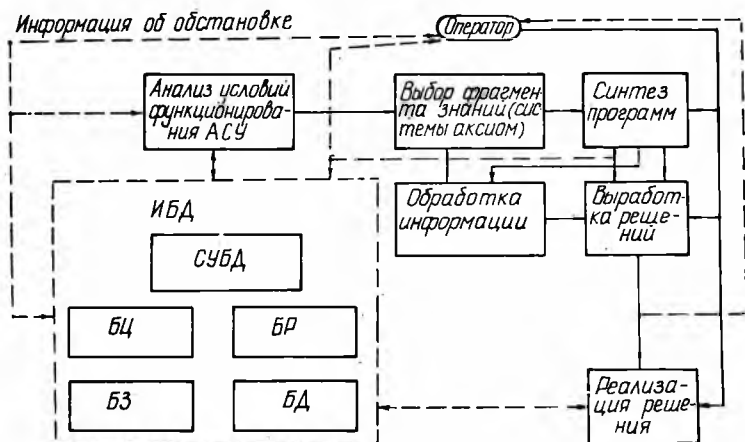 Информация об обстановке
Оператор
Анализ условий
функционирова-
ния АСУ
Выбор фрагмен-
та знаний (сис-
темы аксиом)
Синтез
программ
Обработка
информации
Выработ-
ка реше-
ний
ИБД
СУБД
БЦ
БР
БЗ
БД
Реализа-
ция реше-
ния